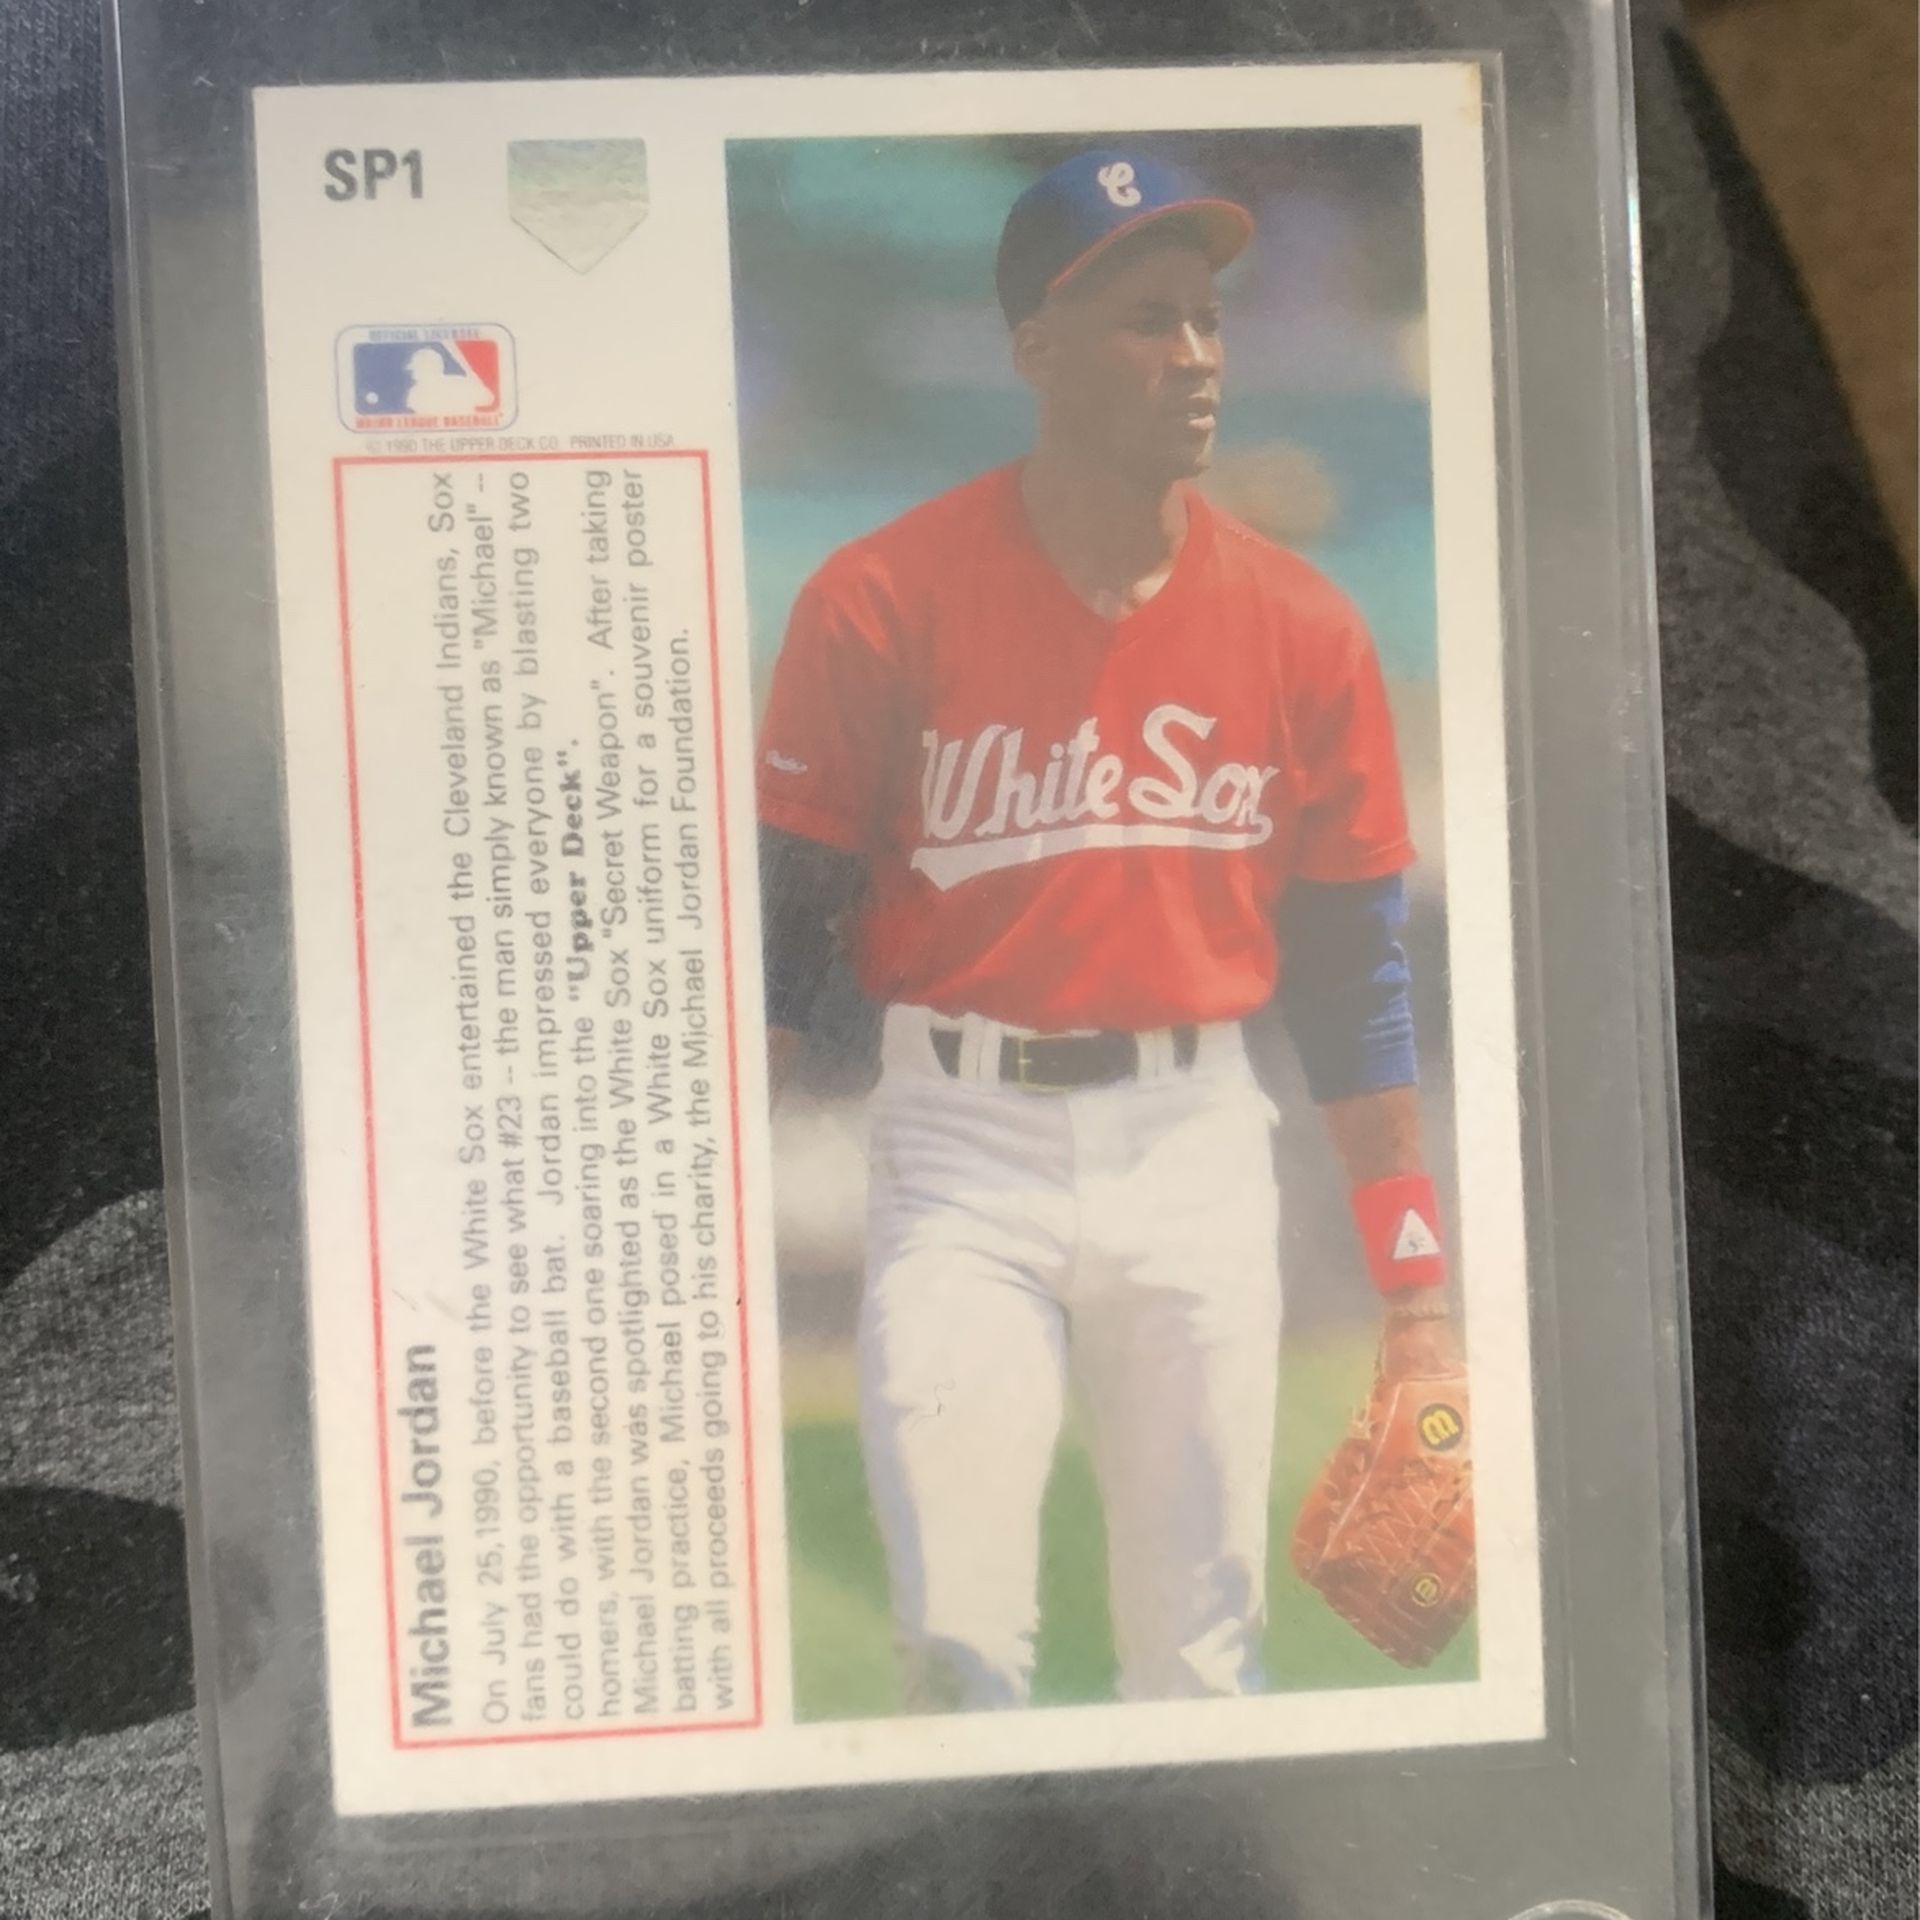 SP1
OFFICIAL LICENSEE
MAJOR LEAGUE BASEBALL
© 1990 THE UPPER DECK CO. PRINTED IN USA
Michael Jordan
On July 25, 1990, before the White Sox entertained the Cleveland Indians, Sox
fans had the opportunity to see what #23 -- the man simply known as "Michael" --
could do with a baseball bat. Jordan impressed everyone by blasting two
homers, with the second one soaring into the "Upper Deck".
Michael Jordan was spotlighted as the White Sox "Secret Weapon". After taking
batting practice, Michael posed in a White Sox uniform for a souvenir poster
with all proceeds going to his charity, the Michael Jordan Foundation.
C
White Sox